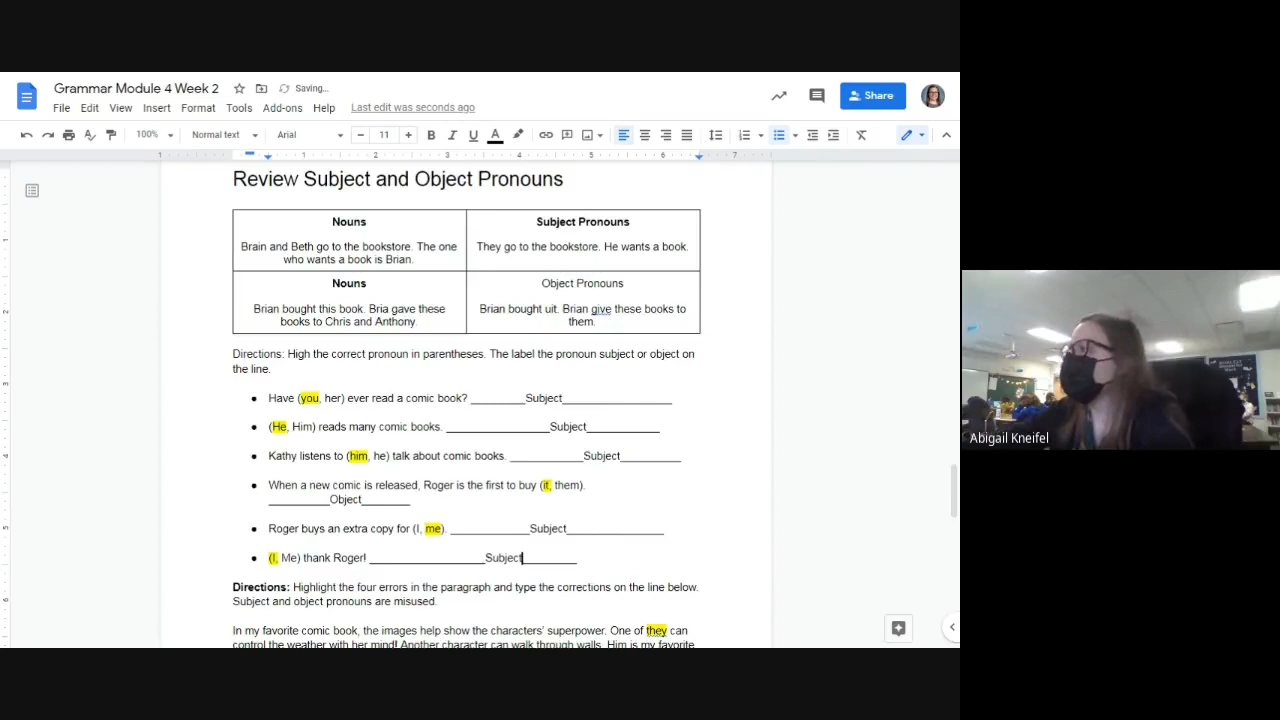 Grammar Module 4 Week 2 Saving...
File Edit View Insert Format Tools Add-ons Help Last edit was seconds ago
Share
100% Normal text Arial 11
1 1 2 3 4 5 6 7
Review Subject and Object Pronouns
Nouns
Brain and Beth go to the bookstore. The one
who wants a book is Brian.
Subject Pronouns
They go to the bookstore. He wants a book.
Nouns
Brian bought this book. Bria gave these
books to Chris and Anthony.
Object Pronouns
Brian bought uit. Brian give these books to
them.
Directions: High the correct pronoun in parentheses. The label the pronoun subject or object on
the line.
Have (you, her) ever read a comic book? _________Subject__________________
(He, Him) reads many comic books. _________________Subject____________
Kathy listens to (him, he) talk about comic books. ____________Subject__________
When a new comic is released, Roger is the first to buy (it, them).
__________Object________
Roger buys an extra copy for (I, me). _____________Subject________________
(I, Me) thank Roger! ___________________Subject_________
Directions: Highlight the four errors in the paragraph and type the corrections on the line below.
Subject and object pronouns are misused.
In my favorite comic book, the images help show the characters' superpower. One of they can
control the weather with her mind! Another character can walk through walls. Him is my favorite
Abigail Kneifel